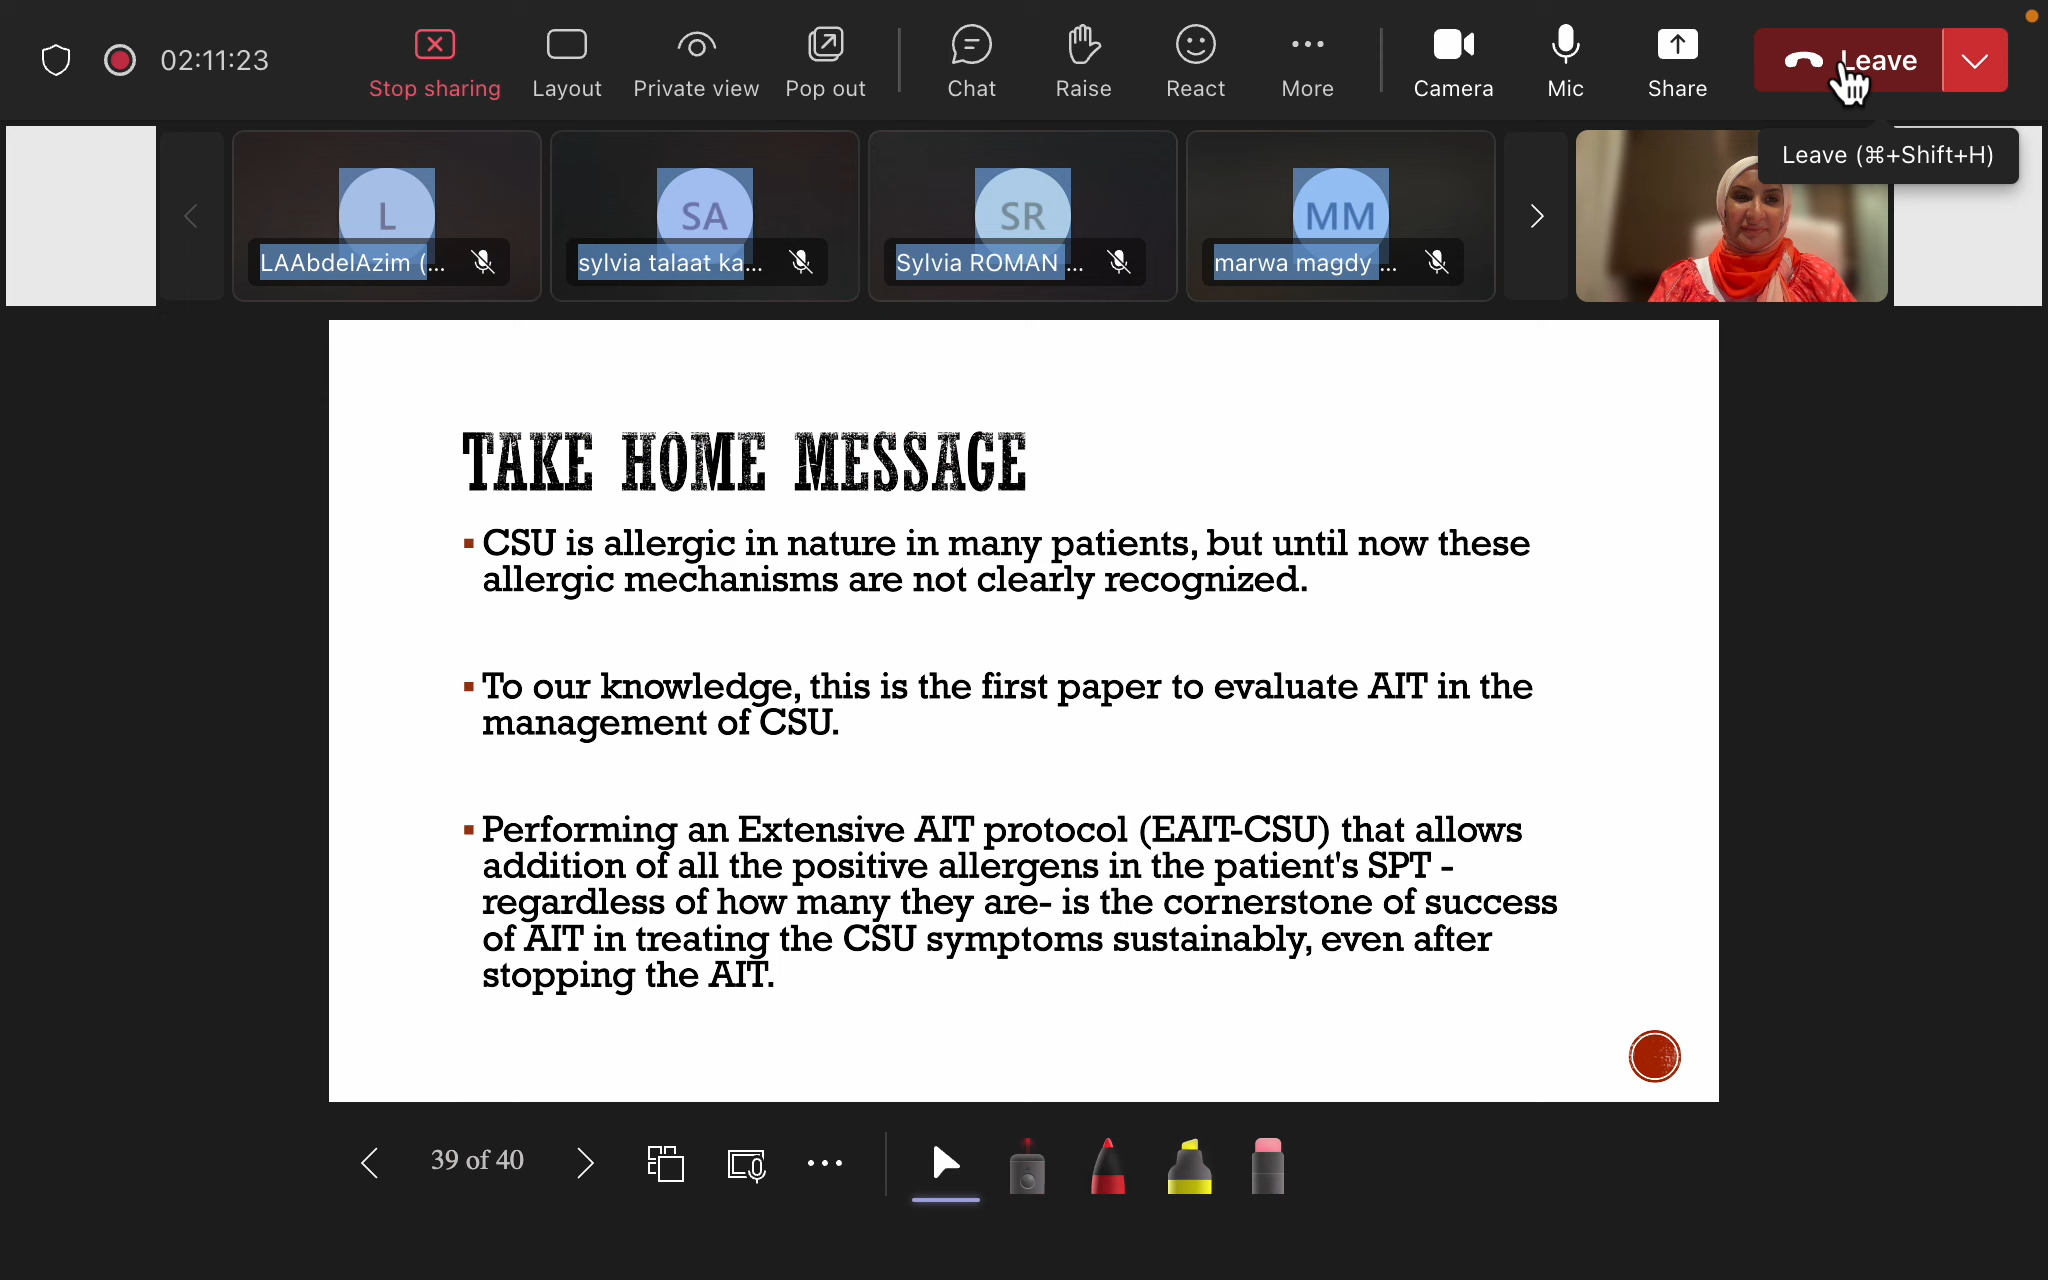 02:11:23
Stop sharing
Layout
Private view
Pop out
Chat
Raise
React
More
Camera
Mic
Share
Leave
Leave (⌘+Shift+H)
L
LAAbdelAzim (...
SA
sylvia talaat ka...
SR
Sylvia ROMAN ...
MM
marwa magdy ...
TAKE HOME MESSAGE
▪ CSU is allergic in nature in many patients, but until now these
allergic mechanisms are not clearly recognized.
▪ To our knowledge, this is the first paper to evaluate AIT in the
management of CSU.
▪ Performing an Extensive AIT protocol (EAIT-CSU) that allows
addition of all the positive allergens in the patient's SPT -
regardless of how many they are- is the cornerstone of success
of AIT in treating the CSU symptoms sustainably, even after
stopping the AIT.
39 of 40